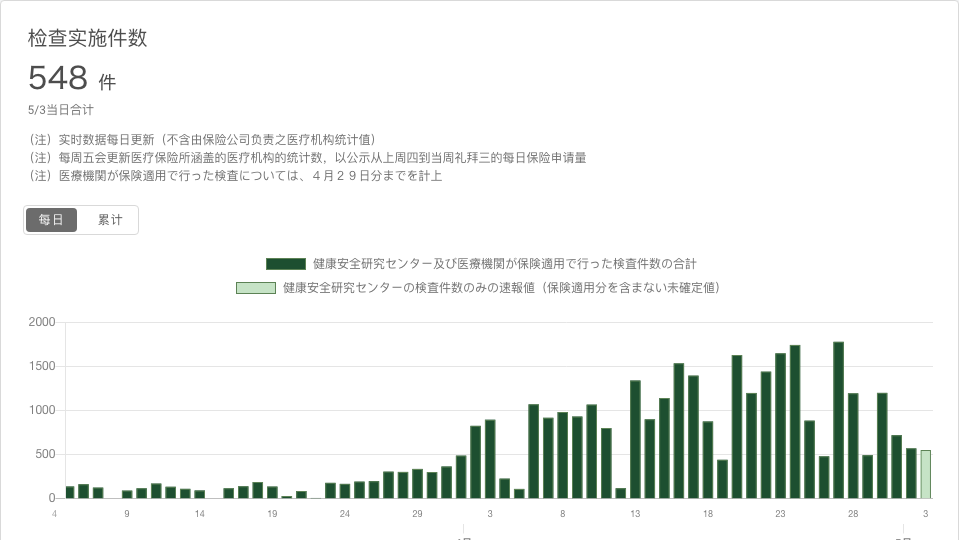 检查实施件数
548 件
5/3当日合计
（注）实时数据每日更新（不含由保险公司负责之医疗机构统计值）
（注）每周五会更新医疗保险所涵盖的医疗机构的统计数，以公示从上周四到当周礼拜三的每日保险申请量
（注）医療機関が保険適用で行った検査については、４月２９日分までを計上
每日 累计
健康安全研究センター及び医療機関が保険適用で行った検査件数の合計
健康安全研究センターの検査件数のみの速報値（保険適用分を含まない未確定値）
2000
1500
1000
500
0
4 9 14 19 24 29 3 8 13 18 23 28 3